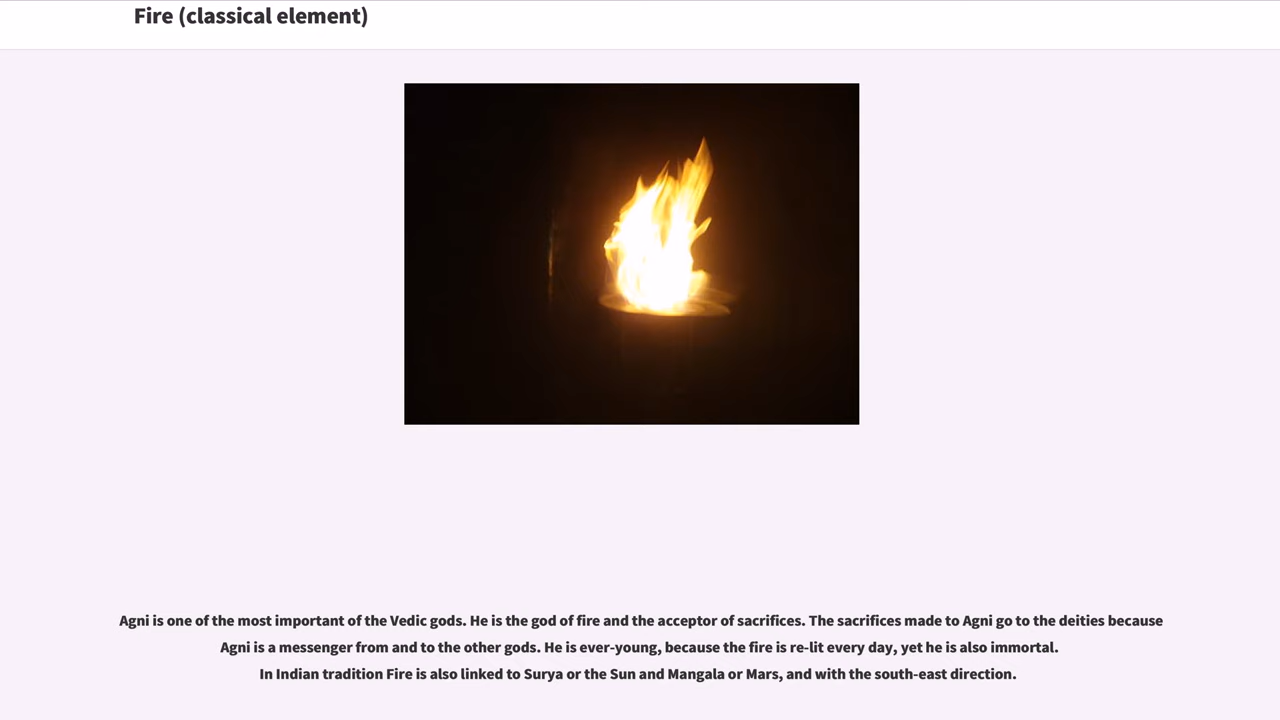 Fire (classical element)
Agni is one of the most important of the Vedic gods. He is the god of fire and the acceptor of sacrifices. The sacrifices made to Agni go to the deities because
Agni is a messenger from and to the other gods. He is ever-young, because the fire is re-lit every day, yet he is also immortal.
In Indian tradition Fire is also linked to Surya or the Sun and Mangala or Mars, and with the south-east direction.